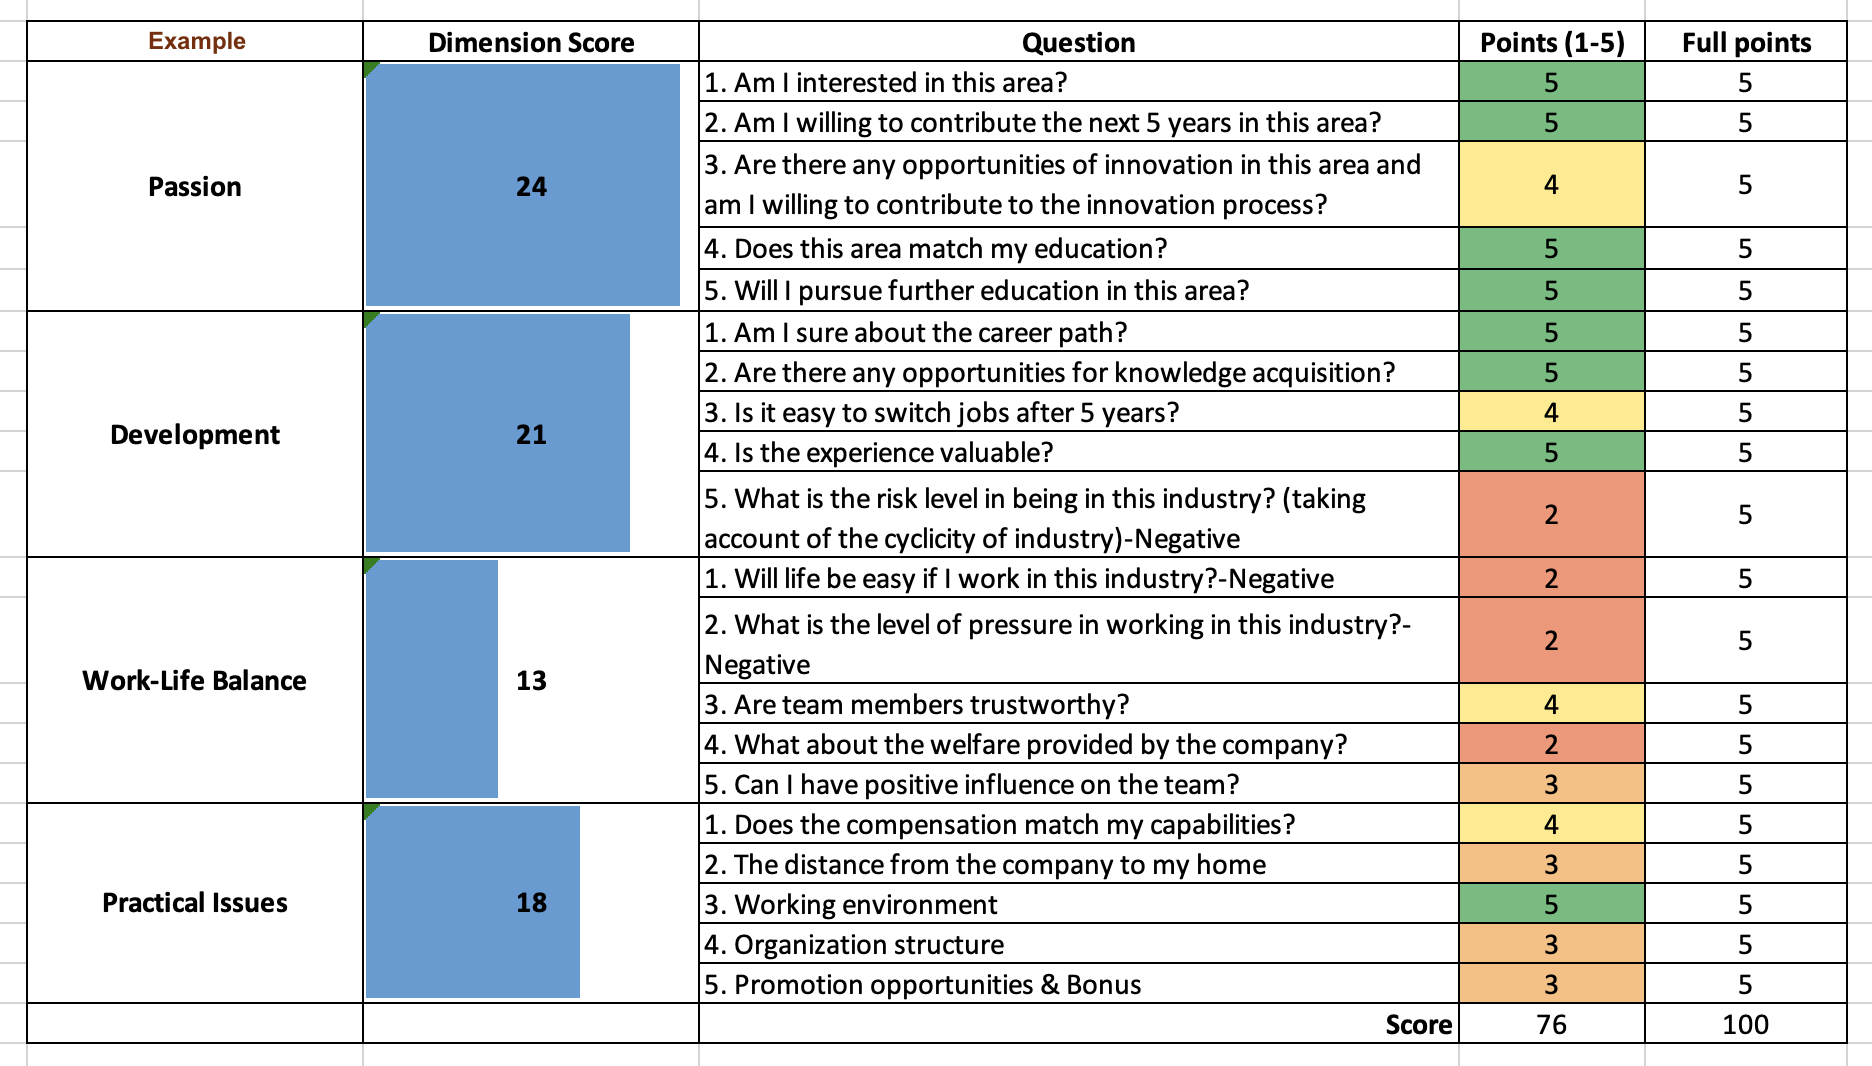 Example Dimension Score Question Points (1-5) Full points
Passion 24
1. Am I interested in this area? 5 5
2. Am I willing to contribute the next 5 years in this area? 5 5
3. Are there any opportunities of innovation in this area and
am I willing to contribute to the innovation process? 4 5
4. Does this area match my education? 5 5
5. Will I pursue further education in this area? 5 5
Development 21
1. Am I sure about the career path? 5 5
2. Are there any opportunities for knowledge acquisition? 5 5
3. Is it easy to switch jobs after 5 years? 4 5
4. Is the experience valuable? 5 5
5. What is the risk level in being in this industry? (taking
account of the cyclicity of industry)-Negative 2 5
Work-Life Balance 13
1. Will life be easy if I work in this industry?-Negative 2 5
2. What is the level of pressure in working in this industry?-
Negative 2 5
3. Are team members trustworthy? 4 5
4. What about the welfare provided by the company? 2 5
5. Can I have positive influence on the team? 3 5
Practical Issues 18
1. Does the compensation match my capabilities? 4 5
2. The distance from the company to my home 3 5
3. Working environment 5 5
4. Organization structure 3 5
5. Promotion opportunities & Bonus 3 5
Score 76 100